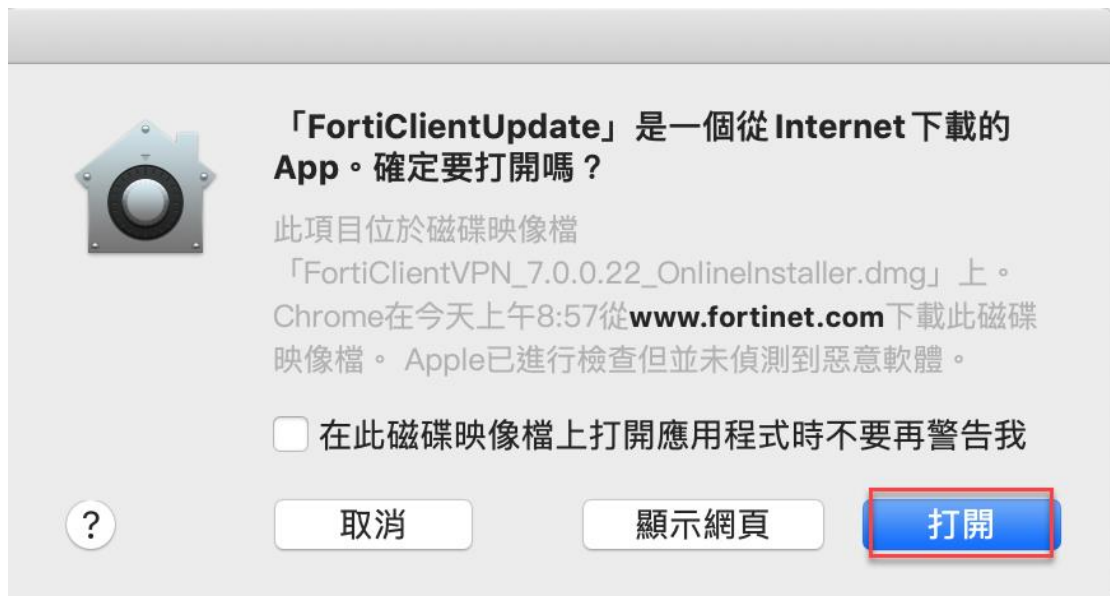 「FortiClientUpdate」是一個從 Internet 下載的
App。確定要打開嗎？
此項目位於磁碟映像檔
「FortiClientVPN_7.0.0.22_OnlineInstaller.dmg」上。
Chrome在今天上午8:57從www.fortinet.com下載此磁碟
映像檔。 Apple已進行檢查但並未偵測到惡意軟體。
在此磁碟映像檔上打開應用程式時不要再警告我
? 取消 顯示網頁 打開